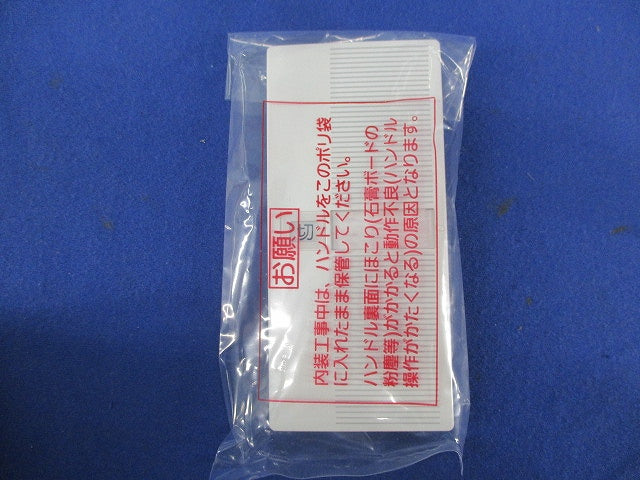 お願い
内装工事中は、ハンドルをこのポリ袋
に入れたまま保管してください。
ハンドル裏面にほこり(石膏ボードの
粉塵等)がかかると動作不良(ハンドル
操作がかたくなる)の原因となります。
切